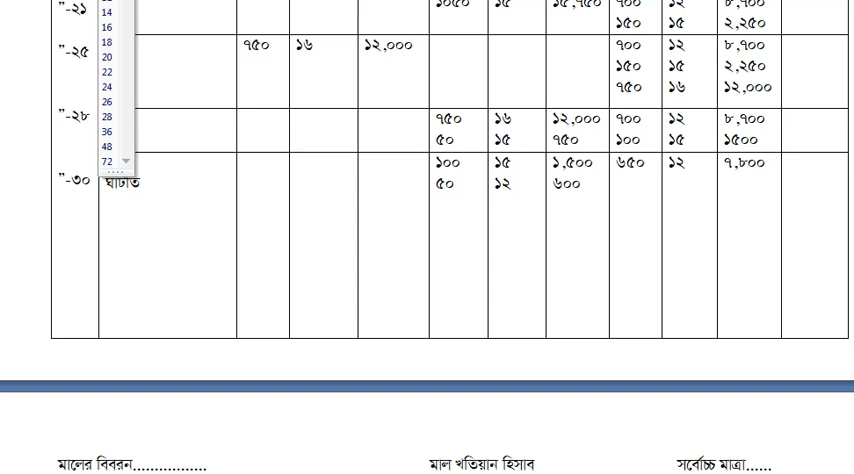 ”-২১ ১০৫০ ১৫ ১৫,৭৫০ ৭০০ ১২ ৮,৭০০
14
১৫০ ১৫ ২,২৫০
16
18
”-২৫ ৭৫০ ১৬ ১২,০০০ ৭০০ ১২ ৮,৭০০
20
১৫০ ১৫ ২,২৫০
22
24
৭৫০ ১৬ ১২,০০০
26
”-২৮ ৭৫০ ১৬ ১২,০০০ ৭০০ ১২ ৮,৭০০
28
36
৫০ ১৫ ৭৫০ ১০০ ১৫ ১৫০০
48
72
১০০ ১৫ ১,৫০০ ৬৫০ ১২ ৭,৮০০
”-৩০ ঘাটতি ৫০ ১২ ৬০০
মালের বিবরন................. মাল খতিয়ান হিসাব সর্বোচ্চ মাত্রা......